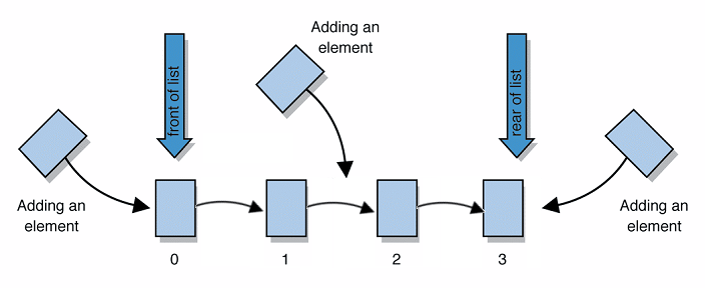 Adding an
element
front of list
rear of list
Adding an
element
Adding an
element
0
1
2
3